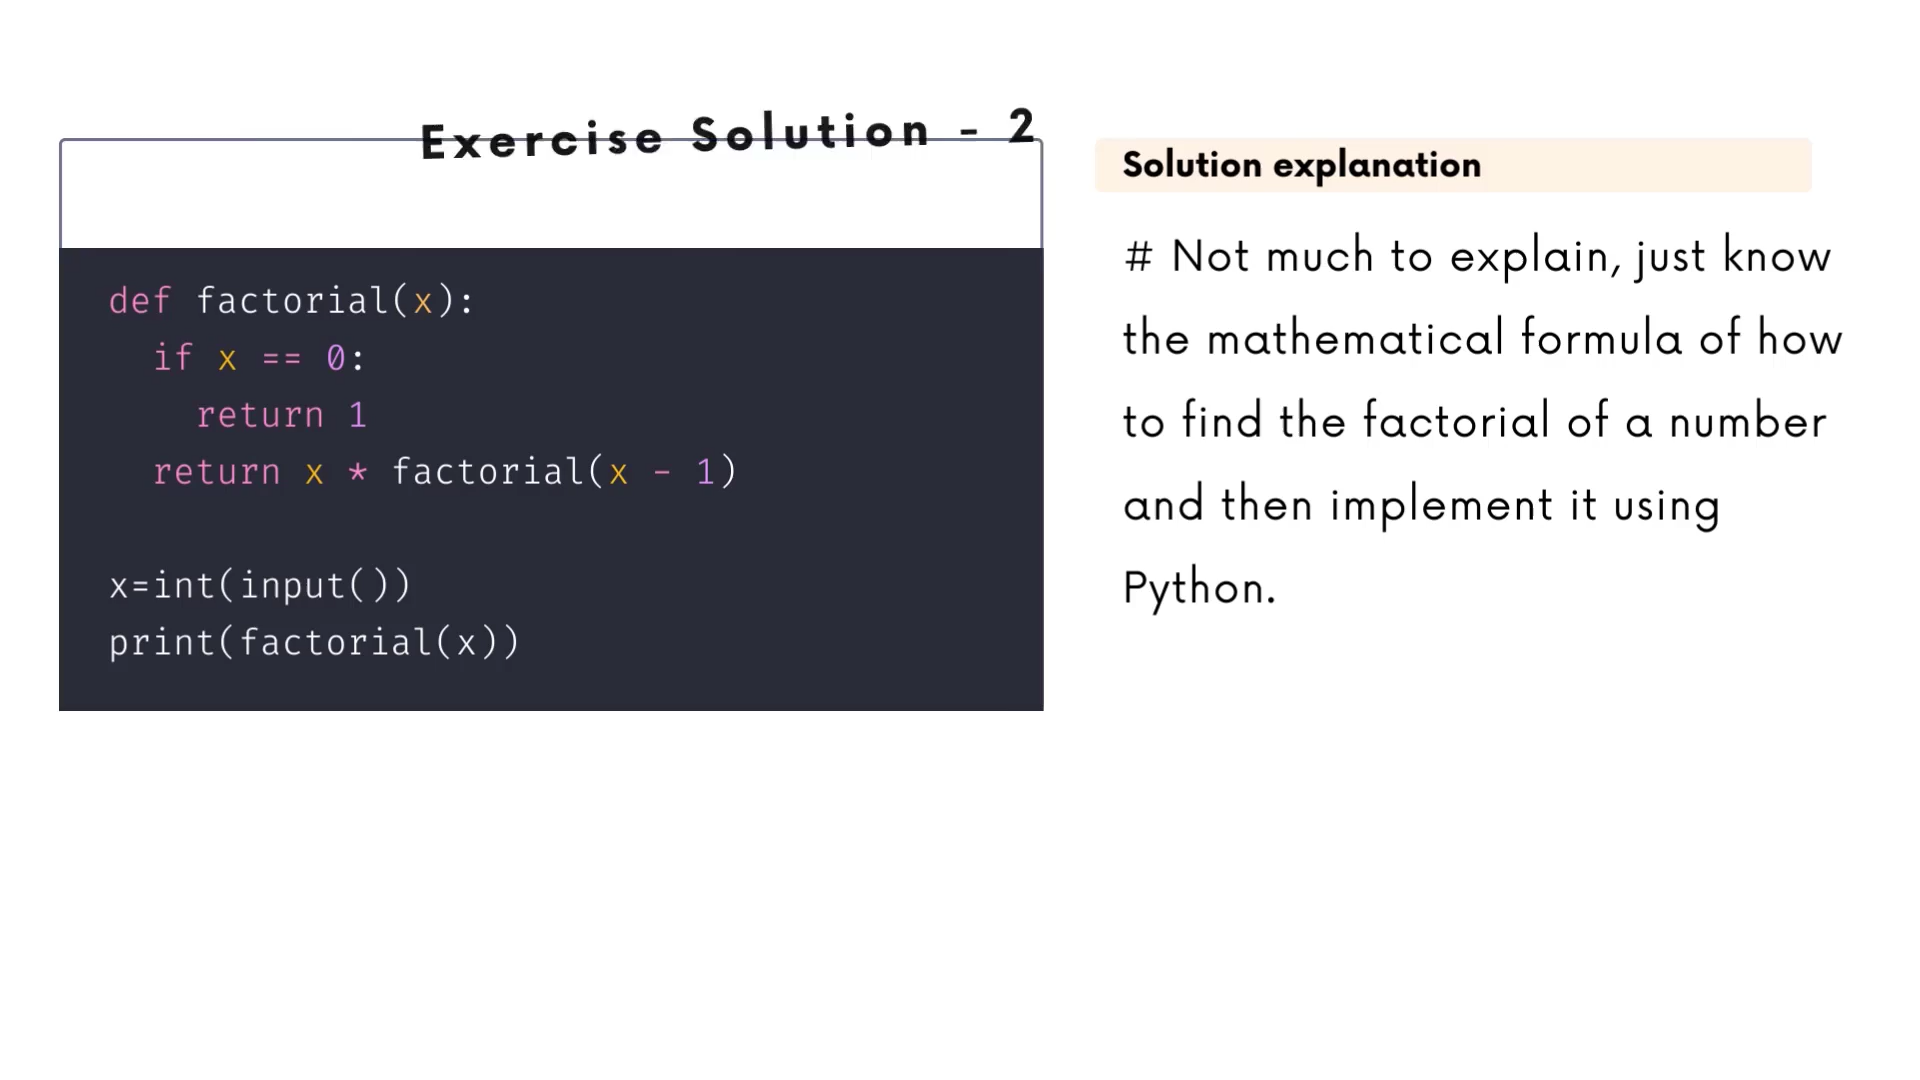 Exercise Solution - 2
def factorial(x):
  if x == 0:
    return 1
  return x * factorial(x - 1)

x=int(input())
print(factorial(x))
Solution explanation
# Not much to explain, just know
the mathematical formula of how
to find the factorial of a number
and then implement it using
Python.